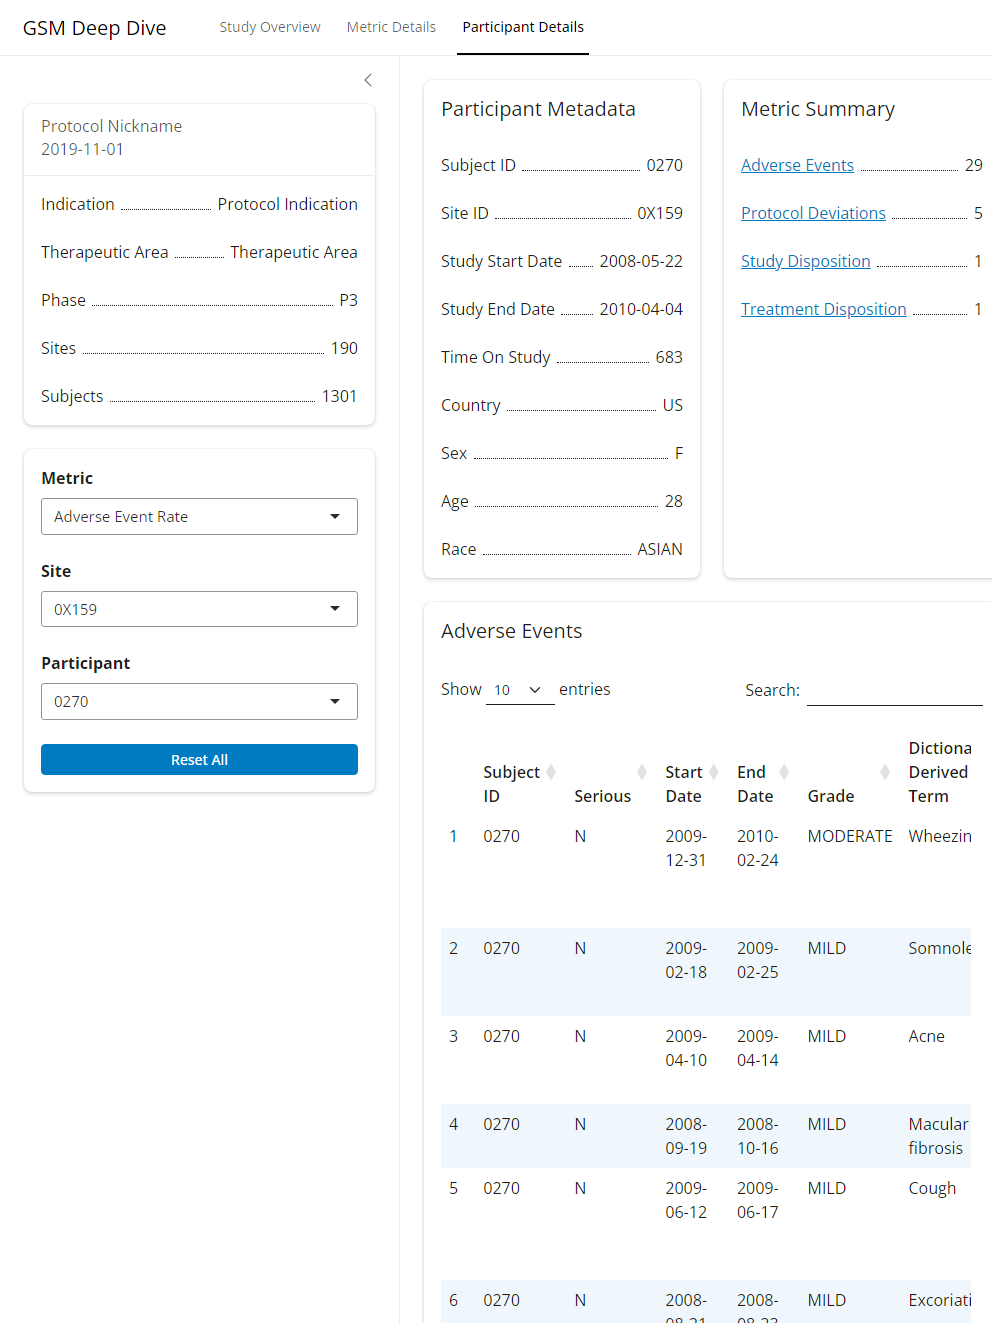 GSM Deep Dive
Study Overview
Metric Details
Participant Details
Protocol Nickname
2019-11-01
Indication Protocol Indication
Therapeutic Area Therapeutic Area
Phase P3
Sites 190
Subjects 1301
Metric
Adverse Event Rate
Site
0X159
Participant
0270
Reset All
Participant Metadata
Subject ID 0270
Site ID 0X159
Study Start Date 2008-05-22
Study End Date 2010-04-04
Time On Study 683
Country US
Sex F
Age 28
Race ASIAN
Metric Summary
Adverse Events 29
Protocol Deviations 5
Study Disposition 1
Treatment Disposition 1
Adverse Events
Show 10 entries
Search:
Dictiona
Subject Start End Derived
ID Serious Date Date Grade Term
1 0270 N 2009- 2010- MODERATE Wheezin
12-31 02-24
2 0270 N 2009- 2009- MILD Somnole
02-18 02-25
3 0270 N 2009- 2009- MILD Acne
04-10 04-14
4 0270 N 2008- 2008- MILD Macular
09-19 10-16 fibrosis
5 0270 N 2009- 2009- MILD Cough
06-12 06-17
6 0270 N 2008- 2008- MILD Excoriati